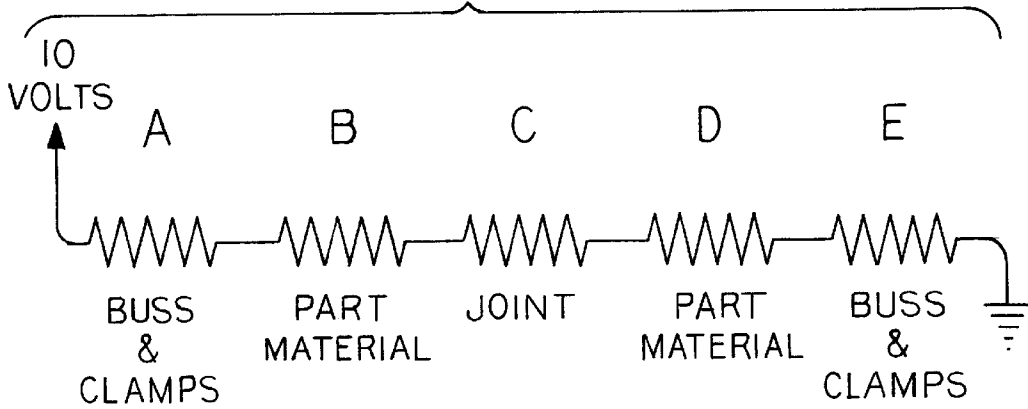 10
VOLTS
A B C D E
BUSS PART JOINT PART BUSS
& MATERIAL MATERIAL &
CLAMPS CLAMPS